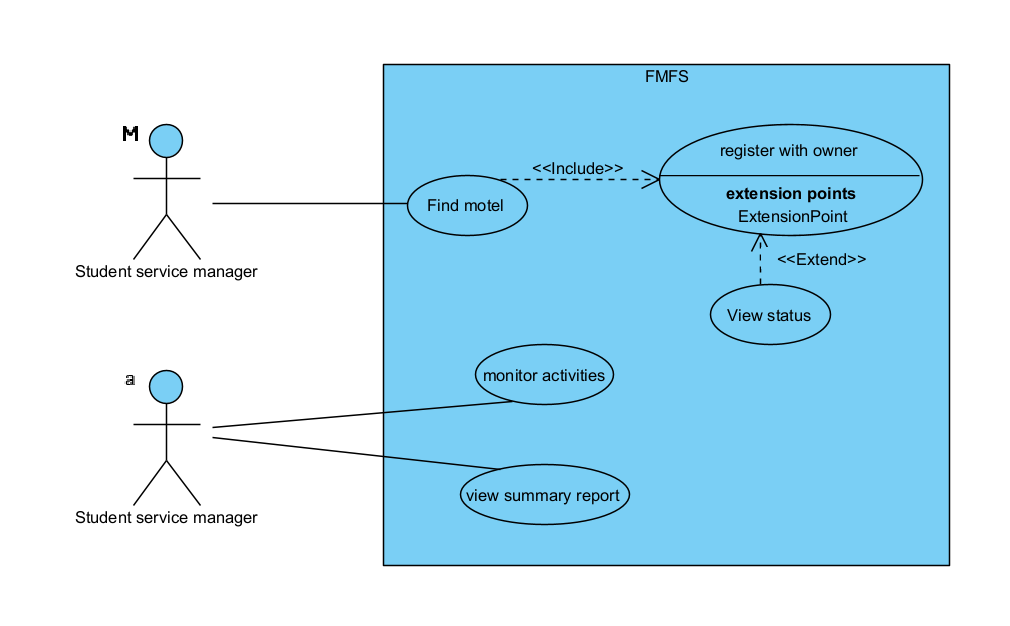 FMFS
M
Student service manager
Find motel
<<Include>>
register with owner
extension points
ExtensionPoint
<<Extend>>
View status
a
Student service manager
monitor activities
view summary report